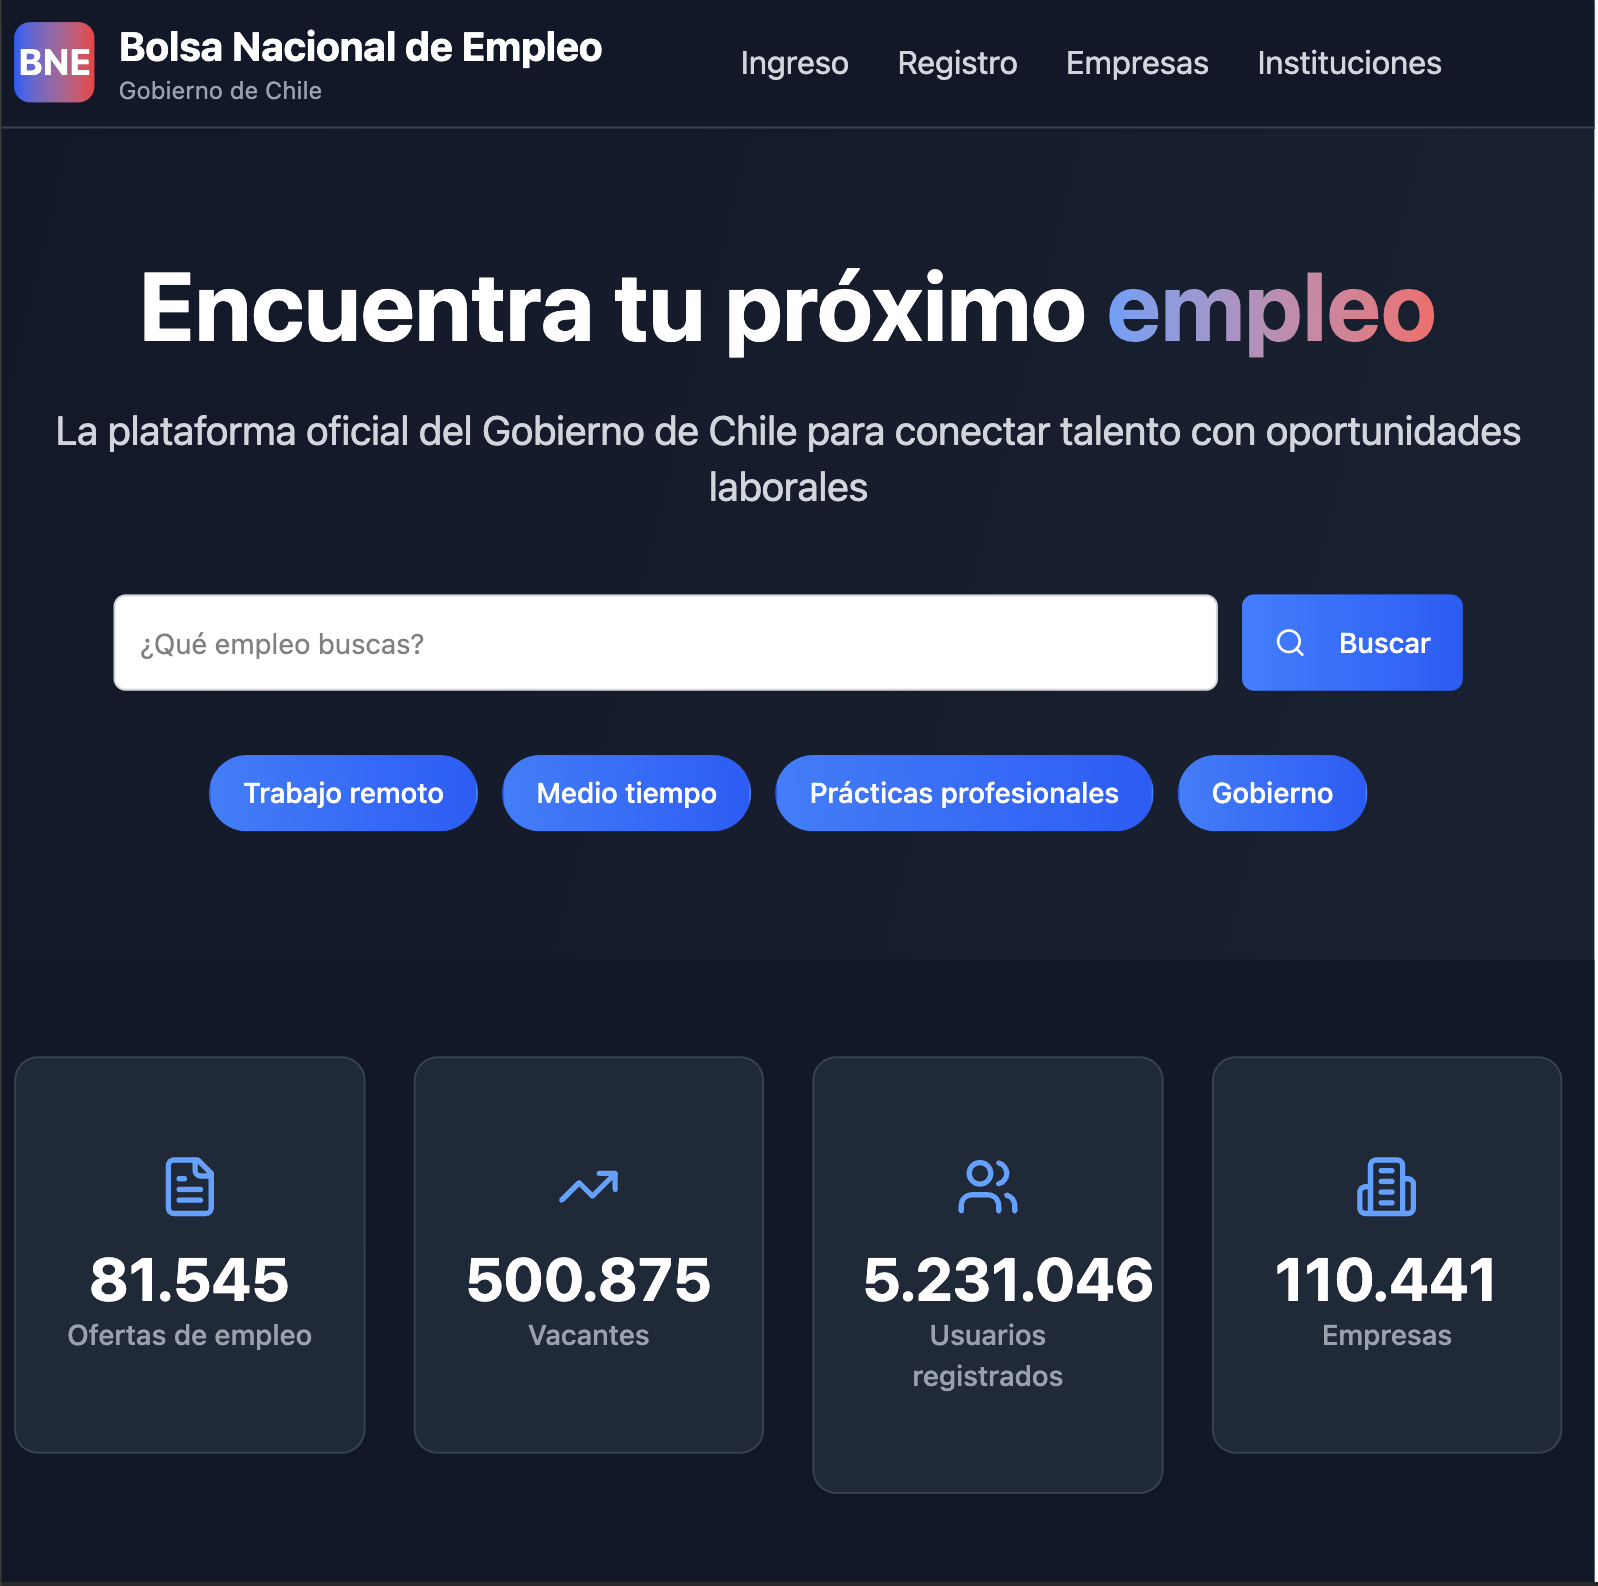 BNE
Bolsa Nacional de Empleo
Gobierno de Chile
Ingreso
Registro
Empresas
Instituciones
Encuentra tu próximo empleo
La plataforma oficial del Gobierno de Chile para conectar talento con oportunidades
laborales
¿Qué empleo buscas?
Buscar
Trabajo remoto
Medio tiempo
Prácticas profesionales
Gobierno
81.545
Ofertas de empleo
500.875
Vacantes
5.231.046
Usuarios
registrados
110.441
Empresas